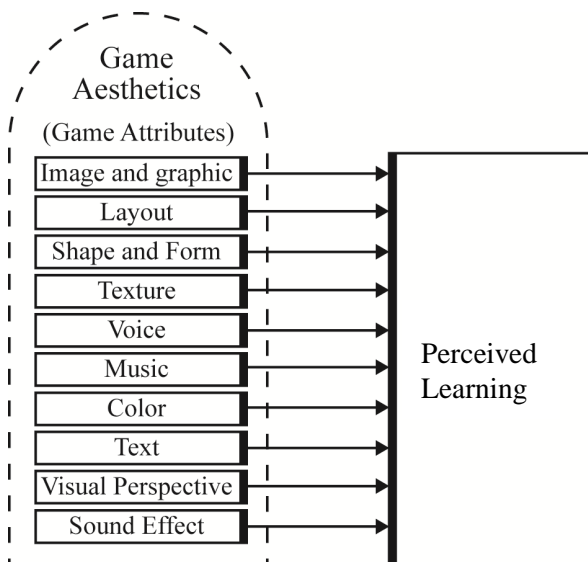 Game
Aesthetics
(Game Attributes)
Image and graphic
Layout
Shape and Form
Texture
Voice
Music
Color
Text
Visual Perspective
Sound Effect
Perceived
Learning